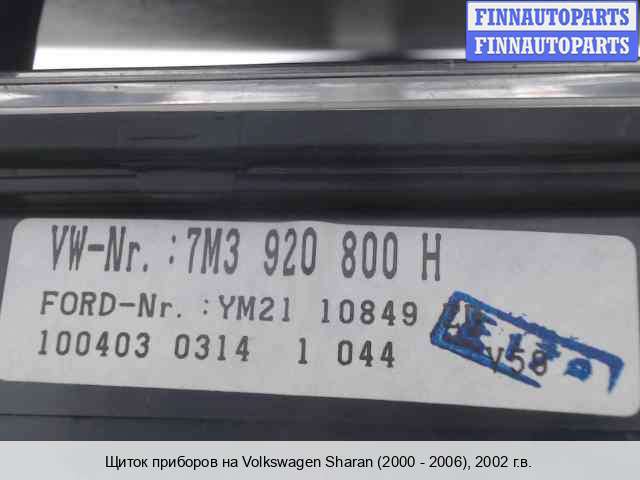 FINNAUTOPARTS
FINNAUTOPARTS
VW-Nr. : 7M3 920 800 H
FORD-Nr. : YM21 10849
100403 0314 1 044 V58
Щиток приборов на Volkswagen Sharan (2000 - 2006), 2002 г.в.